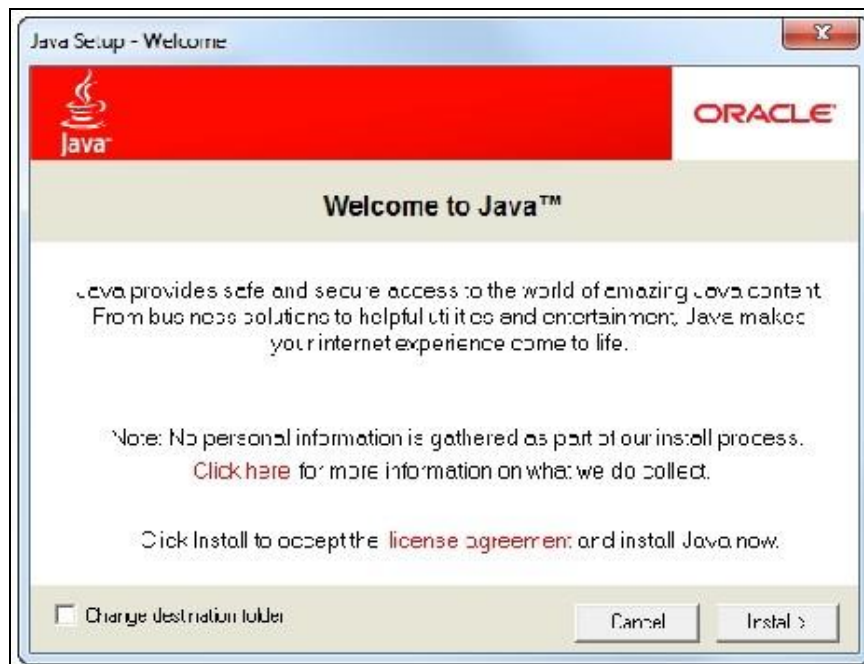 Java Setup - Welcome
Java
ORACLE
Welcome to Java™
Java provides safe and secure access to the world of amazing Java content.
From business solutions to helpful utilities and entertainment, Java makes
your internet experience come to life.
Note: No personal information is gathered as part of our install process.
Click here for more information on what we do collect.
Click Install to accept the license agreement and install Java now.
Change destination folder
Cancel
Install >